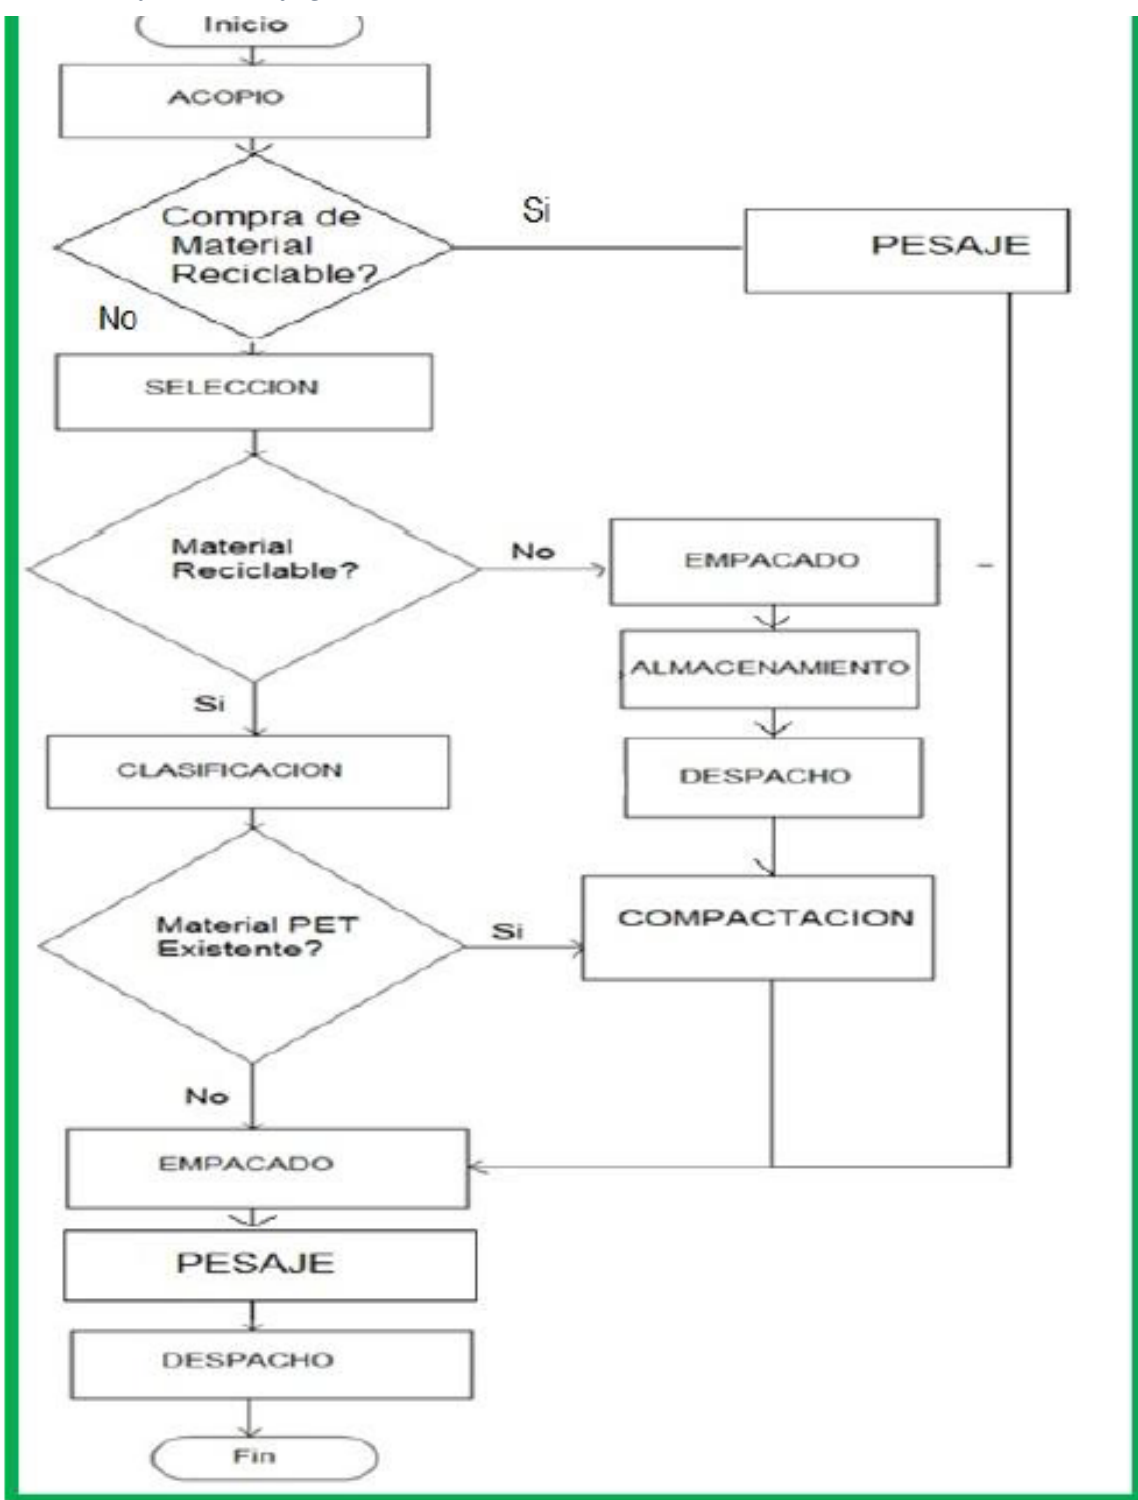 Inicio
ACOPIO
Compra de
Material
Reciclable?
Si
PESAJE
No
SELECCION
Material
Reciclable?
No
EMPACADO
ALMACENAMIENTO
Si
CLASIFICACION
DESPACHO
Material PET
Existente?
Si
COMPACTACION
No
EMPACADO
PESAJE
DESPACHO
Fin